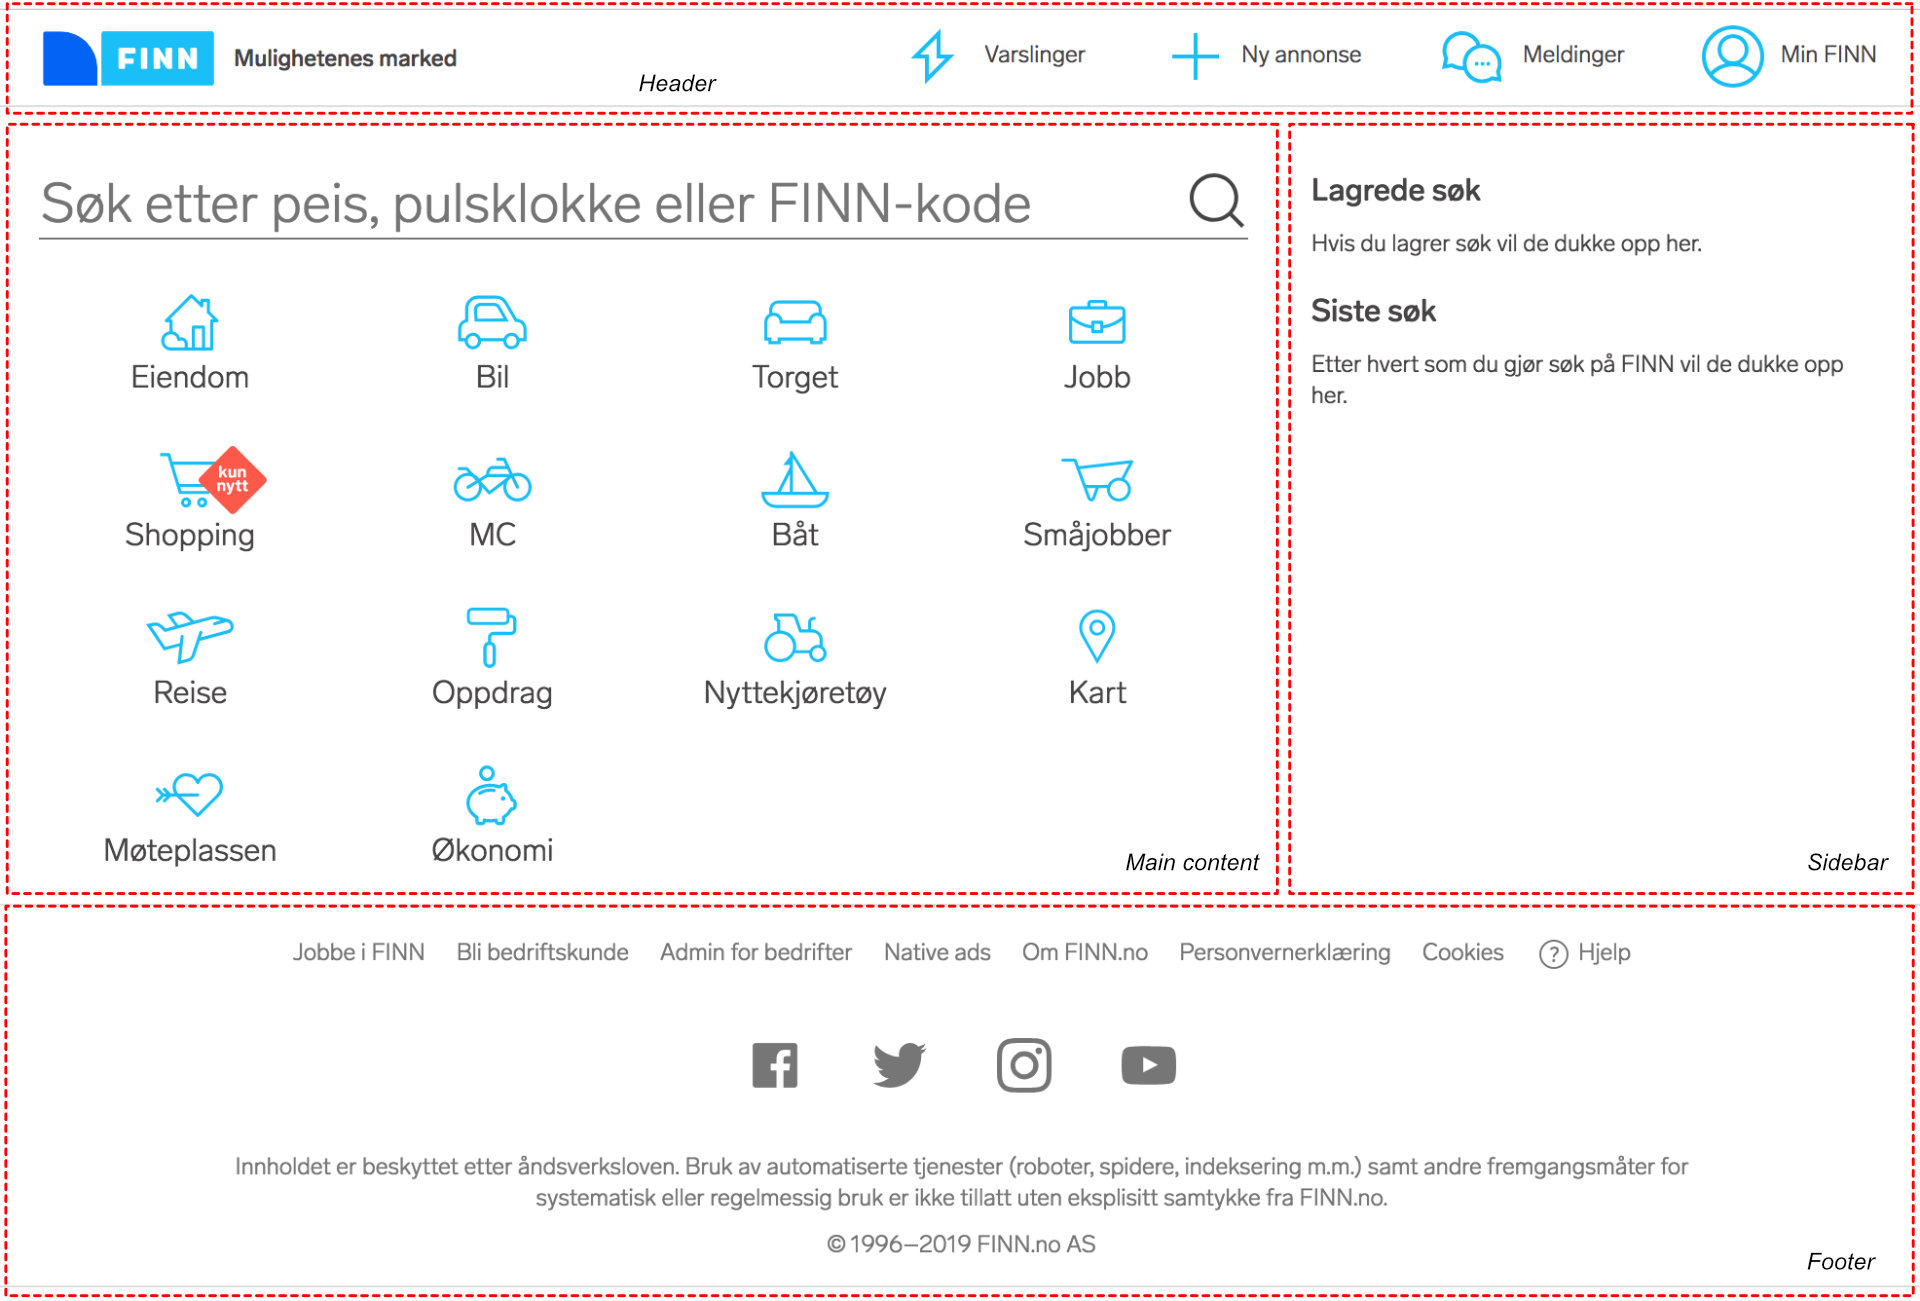 FINN
Mulighetenes marked
Header
Varslinger
Ny annonse
Meldinger
Min FINN
Søk etter peis, pulsklokke eller FINN-kode
Eiendom
Bil
Torget
Jobb
kun
nytt
Shopping
MC
Båt
Småjobber
Reise
Oppdrag
Nyttekjøretøy
Kart
Møteplassen
Økonomi
Main content
Lagrede søk
Hvis du lagrer søk vil de dukke opp her.
Siste søk
Etter hvert som du gjør søk på FINN vil de dukke opp
her.
Sidebar
Jobbe i FINN
Bli bedriftskunde
Admin for bedrifter
Native ads
Om FINN.no
Personvernerklæring
Cookies
? Hjelp
Innholdet er beskyttet etter åndsverksloven. Bruk av automatiserte tjenester (roboter, spidere, indeksering m.m.) samt andre fremgangsmåter for
systematisk eller regelmessig bruk er ikke tillatt uten eksplisitt samtykke fra FINN.no.
© 1996–2019 FINN.no AS
Footer